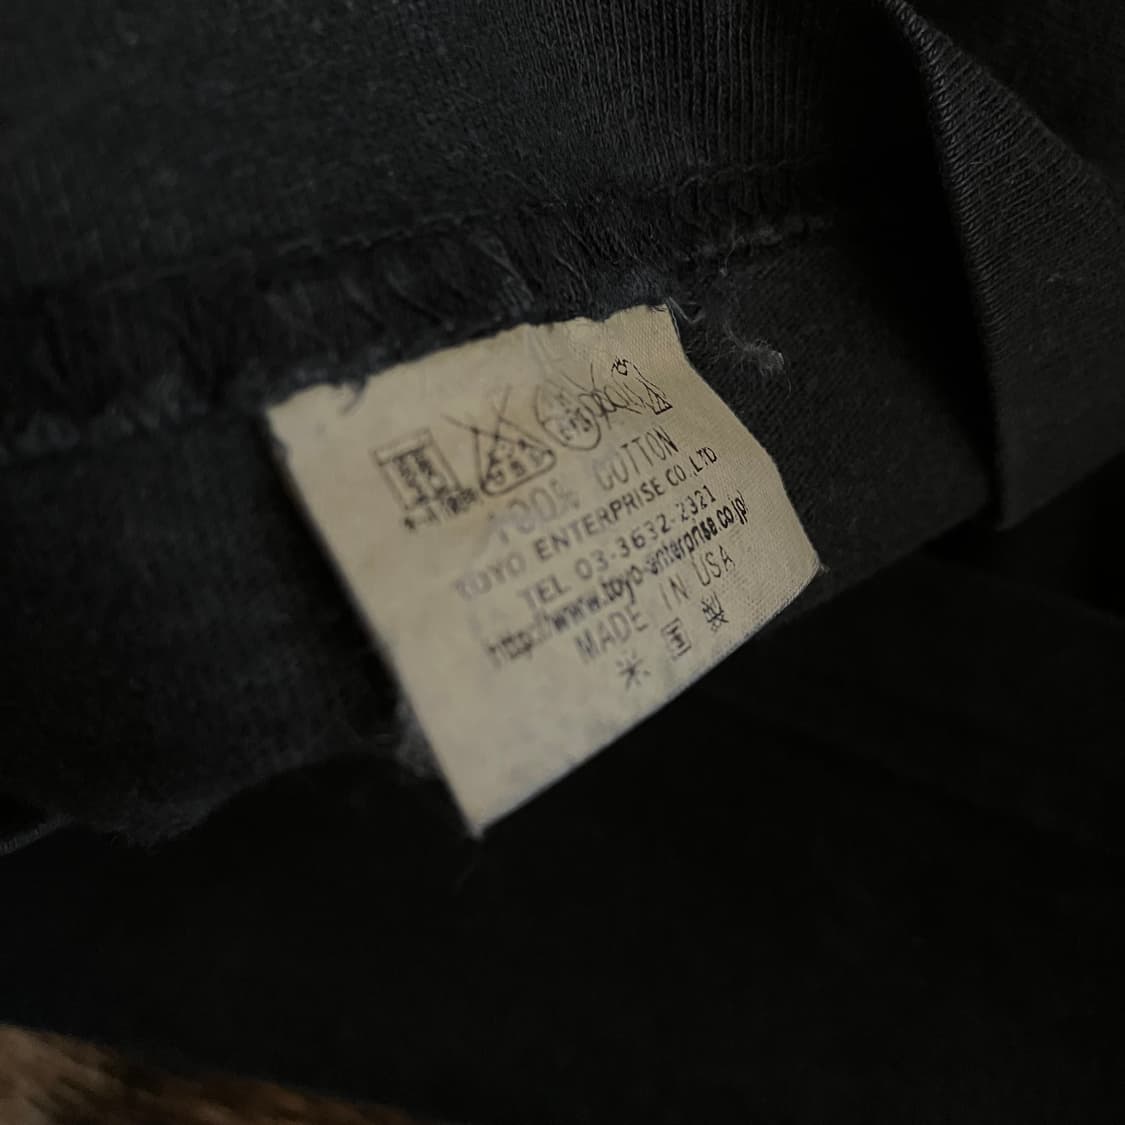 100% COTTON
TOYO ENTERPRISE CO.,LTD
TEL 03-3632-2321
http://www.toyo-enterprise.co.jp
MADE IN USA
米国製